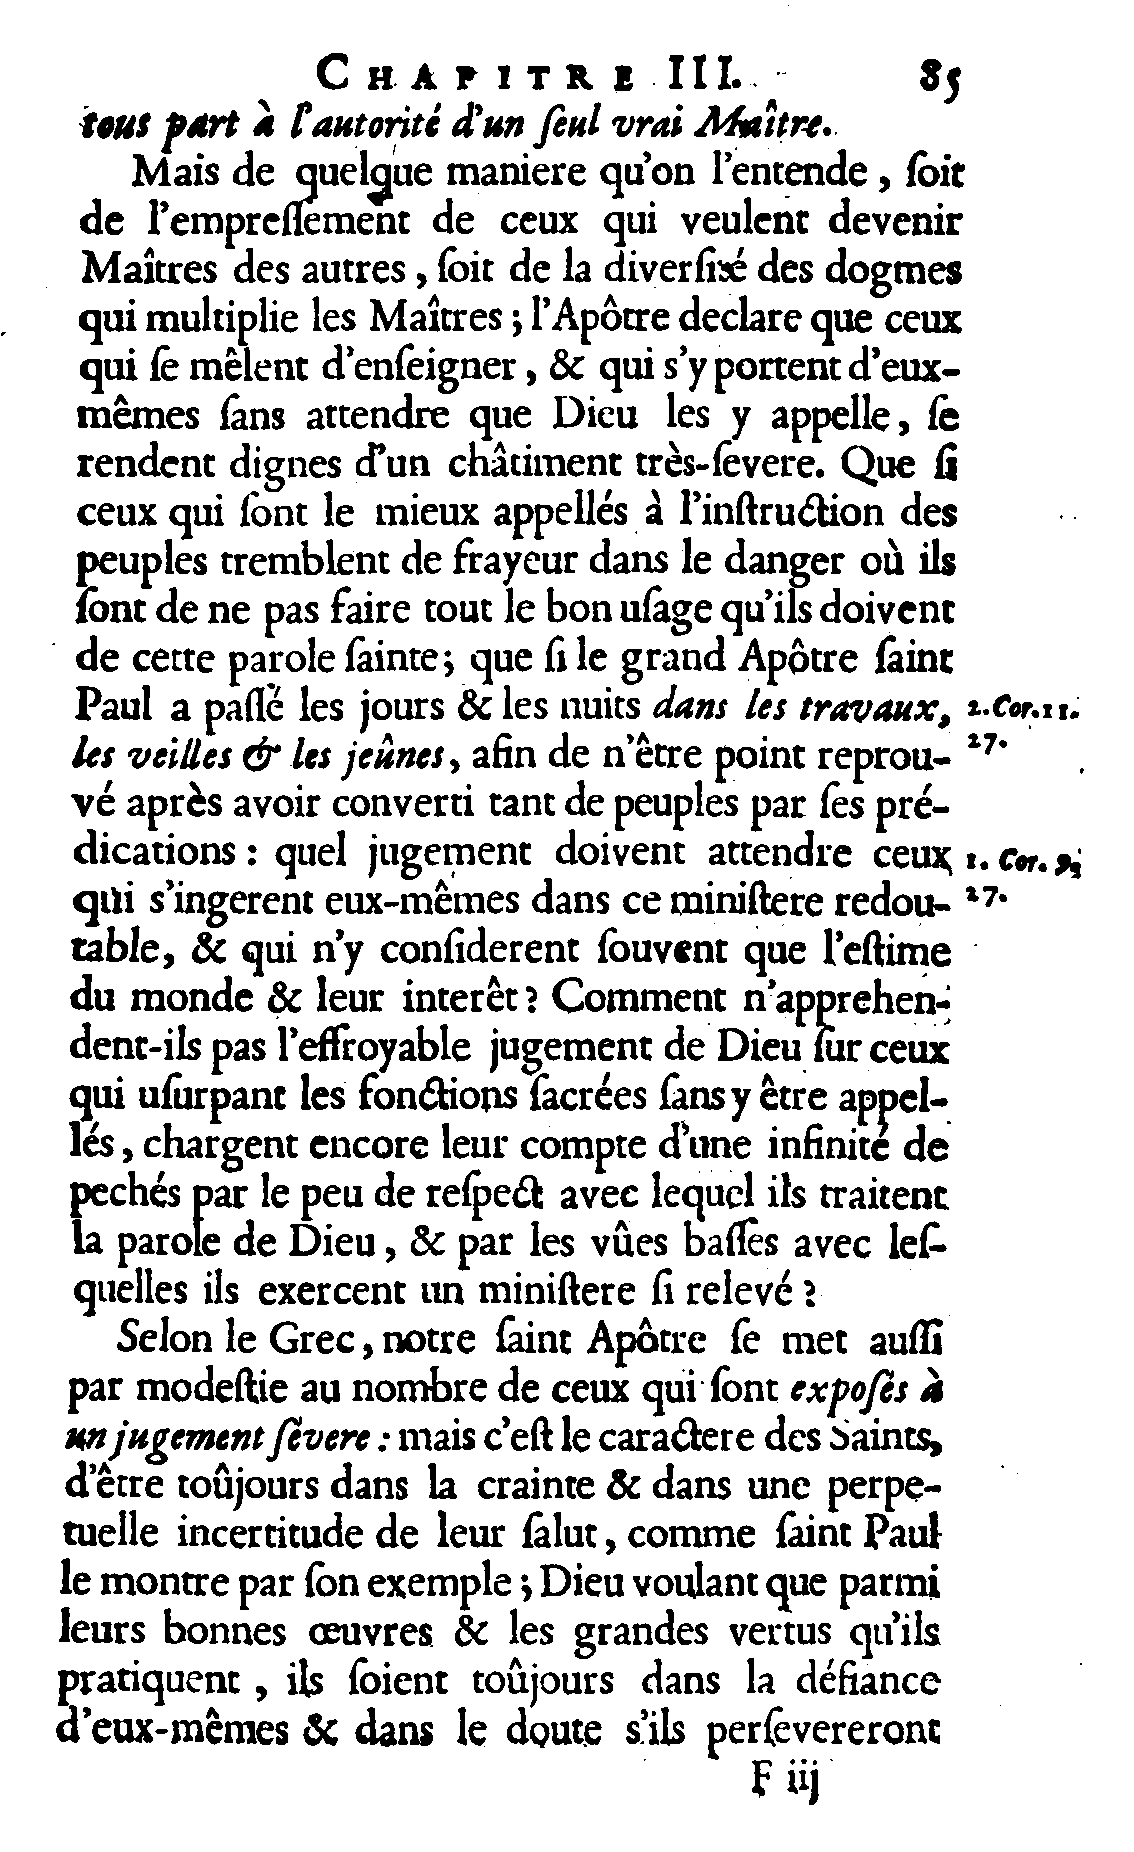 CHAPITRE III. 85
tous part à l'autorité d'un ſeul vrai Maître.
Mais de quelque maniere qu'on l'entende, ſoit
de l'empreſſement de ceux qui veulent devenir
Maîtres des autres, ſoit de la diverſité des dogmes
qui multiplie les Maîtres; l'Apôtre declare que ceux
qui ſe mêlent d'enſeigner, & qui s'y portent d'eux-
mêmes ſans attendre que Dieu les y appelle, ſe
rendent dignes d'un châtiment très-ſevere. Que ſi
ceux qui ſont le mieux appellés à l'inſtruction des
peuples tremblent de frayeur dans le danger où ils
ſont de ne pas faire tout le bon uſage qu'ils doivent
de cette parole ſainte; que ſi le grand Apôtre ſaint
Paul a paſſé les jours & les nuits dans les travaux, 2. Cor. 11.
les veilles & les jeûnes, afin de n'être point reprou- 27.
vé après avoir converti tant de peuples par ſes pré-
dications: quel jugement doivent attendre ceux 1. Cor. 9.
qui s'ingerent eux-mêmes dans ce miniſtere redou- 27.
table, & qui n'y conſiderent ſouvent que l'eſtime
du monde & leur interêt? Comment n'apprehen-
dent-ils pas l'effroyable jugement de Dieu ſur ceux
qui uſurpant les fonctions ſacrées ſans y être appel-
lés, chargent encore leur compte d'une infinité de
pechés par le peu de reſpect avec lequel ils traitent
la parole de Dieu, & par les vûes baſſes avec leſ-
quelles ils exercent un miniſtere ſi relevé?
Selon le Grec, notre ſaint Apôtre ſe met auſſi
par modeſtie au nombre de ceux qui ſont expoſés à
un jugement ſévere: mais c'eſt le caractere des Saints,
d'être toûjours dans la crainte & dans une perpe-
tuelle incertitude de leur ſalut, comme ſaint Paul
le montre par ſon exemple; Dieu voulant que parmi
leurs bonnes œuvres & les grandes vertus qu'ils
pratiquent, ils ſoient toûjours dans la défiance
d'eux-mêmes & dans le doute s'ils perſevereront
F iij